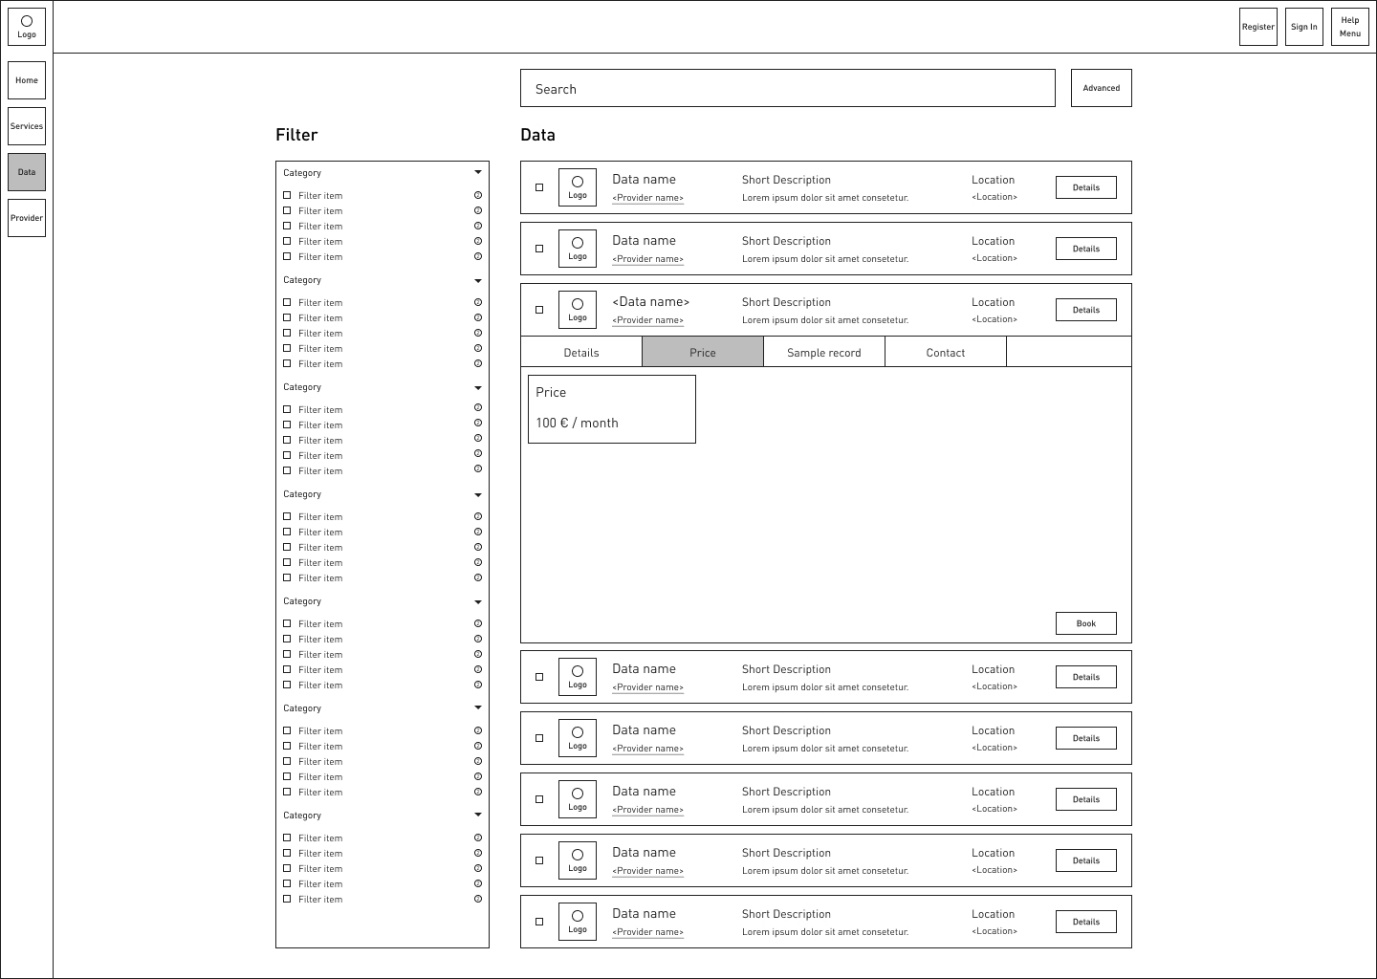 Logo
Register
Sign In
Help
Menu
Home
Services
Data
Provider
Search
Advanced
Filter
Category
Filter item
Filter item
Filter item
Filter item
Filter item
Category
Filter item
Filter item
Filter item
Filter item
Filter item
Category
Filter item
Filter item
Filter item
Filter item
Filter item
Category
Filter item
Filter item
Filter item
Filter item
Filter item
Category
Filter item
Filter item
Filter item
Filter item
Filter item
Category
Filter item
Filter item
Filter item
Filter item
Filter item
Category
Filter item
Filter item
Filter item
Filter item
Filter item
Data
Logo
Data name
<Provider name>
Short Description
Lorem ipsum dolor sit amet consetetur.
Location
<Location>
Details
Logo
Data name
<Provider name>
Short Description
Lorem ipsum dolor sit amet consetetur.
Location
<Location>
Details
Logo
<Data name>
<Provider name>
Short Description
Lorem ipsum dolor sit amet consetetur.
Location
<Location>
Details
Details
Price
Sample record
Contact
Price
100 € / month
Book
Logo
Data name
<Provider name>
Short Description
Lorem ipsum dolor sit amet consetetur.
Location
<Location>
Details
Logo
Data name
<Provider name>
Short Description
Lorem ipsum dolor sit amet consetetur.
Location
<Location>
Details
Logo
Data name
<Provider name>
Short Description
Lorem ipsum dolor sit amet consetetur.
Location
<Location>
Details
Logo
Data name
<Provider name>
Short Description
Lorem ipsum dolor sit amet consetetur.
Location
<Location>
Details
Logo
Data name
<Provider name>
Short Description
Lorem ipsum dolor sit amet consetetur.
Location
<Location>
Details